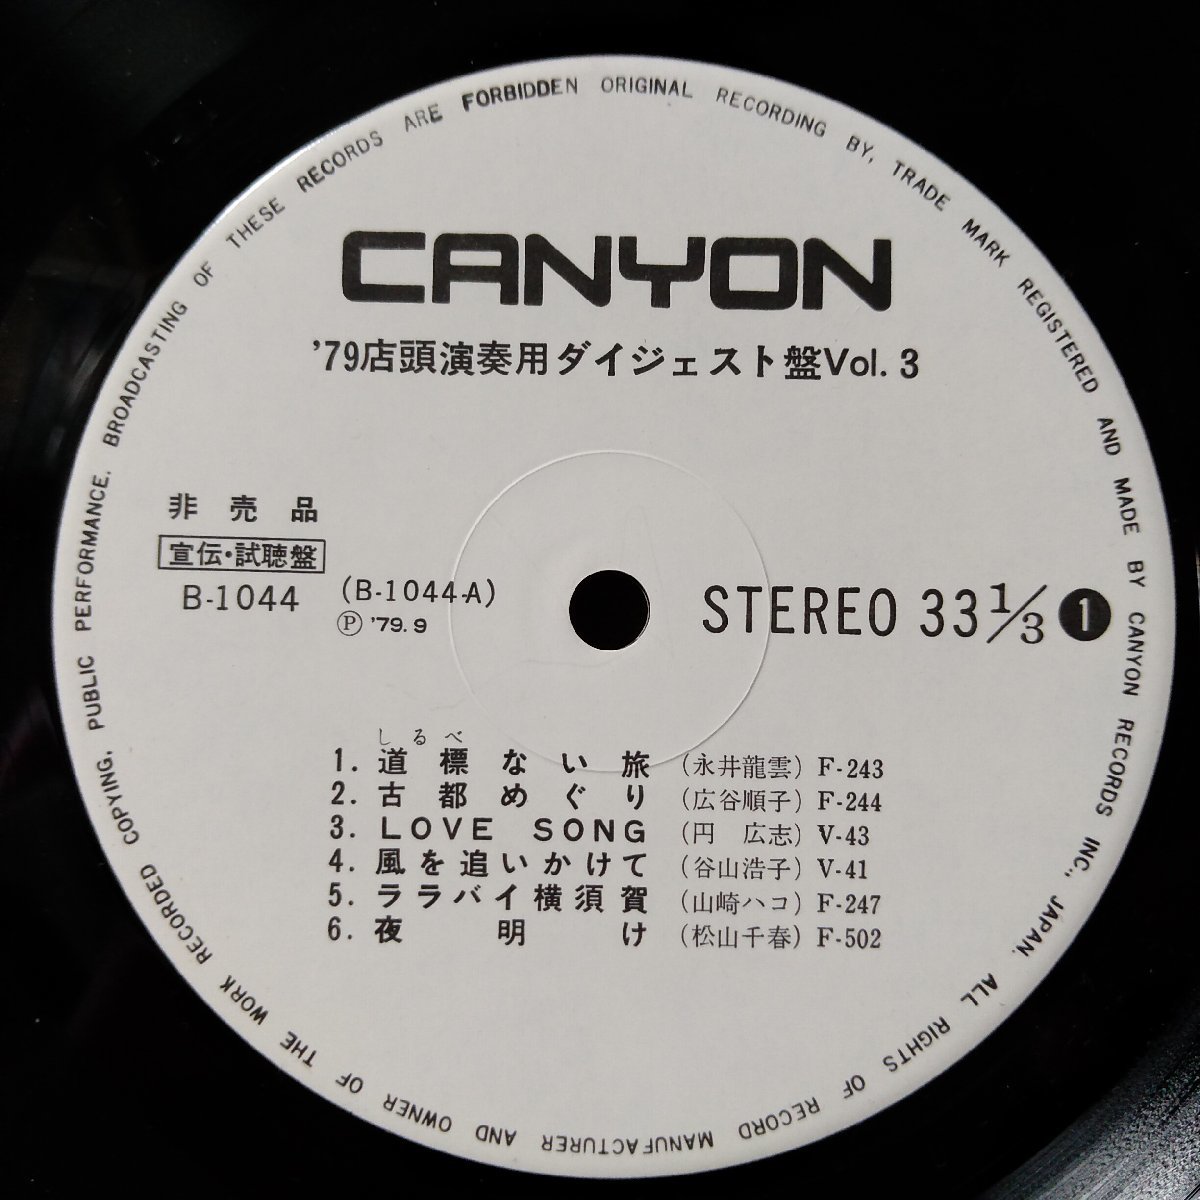 ORIGINAL RECORDING BY, TRADE MARK REGISTERED AND MADE BY CANYON RECORDS INC., JAPAN. ALL RIGHTS OF RECORD MANUFACTURER AND OWNER OF THE WORK RECORDED COPYING, PUBLIC PERFORMANCE, BROADCASTING OF THESE RECORDS ARE FORBIDDEN
CANYON
'79店頭演奏用ダイジェスト盤Vol. 3
非売品
宣伝・試聴盤
B-1044 (B-1044-A)
Ⓟ '79. 9
STEREO 33 1/3 1
しるべ
1. 道標ない旅 (永井龍雲) F-243
2. 古都めぐり (広谷順子) F-244
3. LOVE SONG (円 広志) V-43
4. 風を追いかけて (谷山浩子) V-41
5. ララバイ横須賀 (山崎ハコ) F-247
6. 夜明け (松山千春) F-502